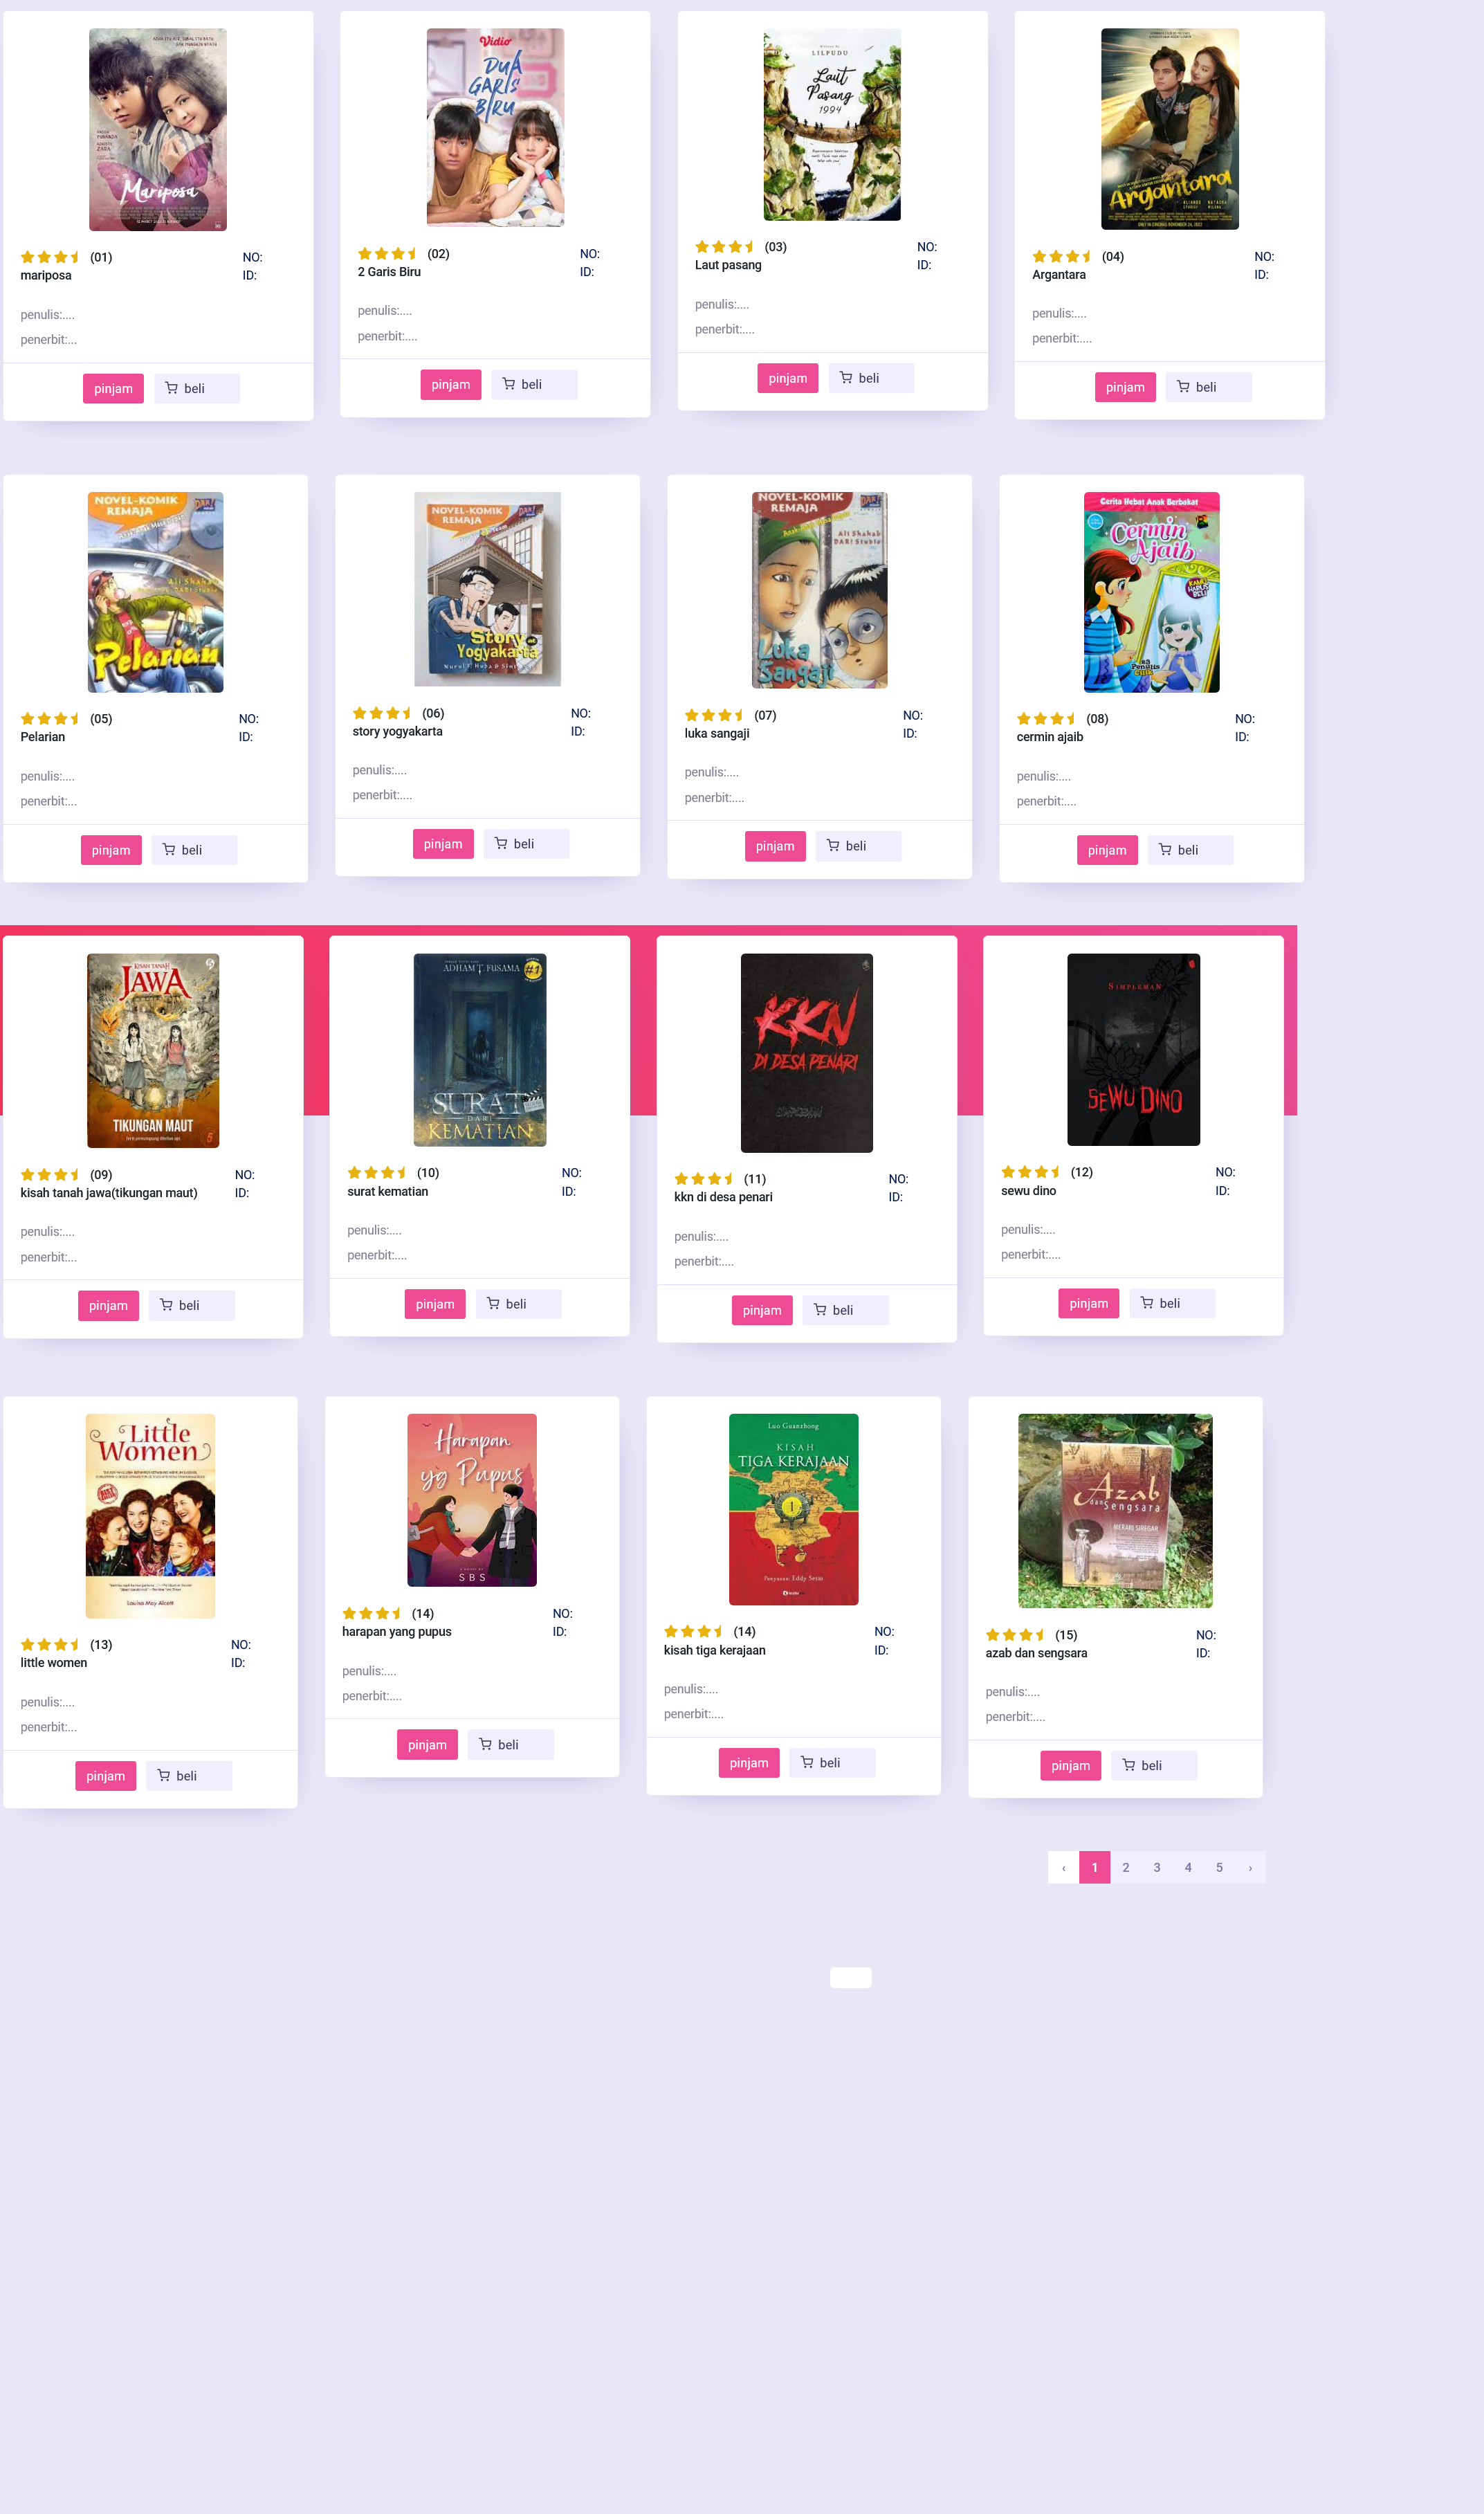 Mariposa
(01)
NO:
mariposa
ID:
penulis:....
penerbit:...
pinjam
beli
Vidio
DUA
GARIS
BIRU
(02)
NO:
2 Garis Biru
ID:
penulis:....
penerbit:....
pinjam
beli
LILPUDU
Laut
Pasang
1994
(03)
NO:
Laut pasang
ID:
penulis:....
penerbit:....
pinjam
beli
Argantara
(04)
NO:
Argantara
ID:
penulis:....
penerbit:....
pinjam
beli
NOVEL-KOMIK
REMAJA
DAR!
Ali Shahab
Pelarian
(05)
NO:
Pelarian
ID:
penulis:....
penerbit:...
pinjam
beli
NOVEL-KOMIK
REMAJA
Story
Yogyakarta
(06)
NO:
story yogyakarta
ID:
penulis:....
penerbit:....
pinjam
beli
NOVEL-KOMIK
REMAJA
Ali Shahab
DAR! Studio
Luka
Sangaji
(07)
NO:
luka sangaji
ID:
penulis:....
penerbit:....
pinjam
beli
Cerita Hebat Anak Berbakat
Cermin
Ajaib
(08)
NO:
cermin ajaib
ID:
penulis:....
penerbit:....
pinjam
beli
KISAH TANAH
JAWA
TIKUNGAN MAUT
5
(09)
NO:
kisah tanah jawa(tikungan maut)
ID:
penulis:....
penerbit:...
pinjam
beli
ADHAM T. FUSAMA
#1
SURAT
DARI
KEMATIAN
(10)
NO:
surat kematian
ID:
penulis:....
penerbit:....
pinjam
beli
KKN
DI DESA PENARI
SIMPLEMAN
(11)
NO:
kkn di desa penari
ID:
penulis:....
penerbit:....
pinjam
beli
SIMPLEMAN
SEWU DINO
(12)
NO:
sewu dino
ID:
penulis:....
penerbit:....
pinjam
beli
Little
Women
Louisa May Alcott
(13)
NO:
little women
ID:
penulis:....
penerbit:...
pinjam
beli
Harapan
yg Pupus
SBS
(14)
NO:
harapan yang pupus
ID:
penulis:....
penerbit:....
pinjam
beli
Luo Guanzhong
KISAH
TIGA KERAJAAN
1
(14)
NO:
kisah tiga kerajaan
ID:
penulis:....
penerbit:....
pinjam
beli
Azab
dan Sengsara
MERARI SIREGAR
(15)
NO:
azab dan sengsara
ID:
penulis:....
penerbit:....
pinjam
beli
‹ 1 2 3 4 5 ›